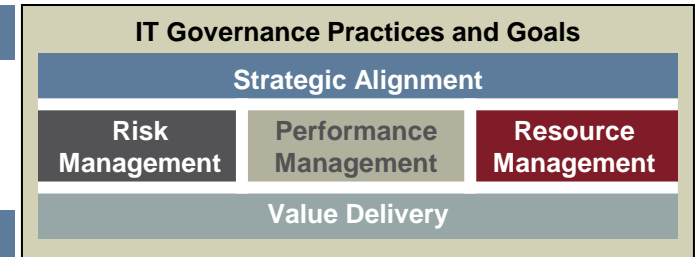 IT Governance Practices and Goals
Strategic Alignment
Risk
Management
Performance
Management
Resource
Management
Value Delivery